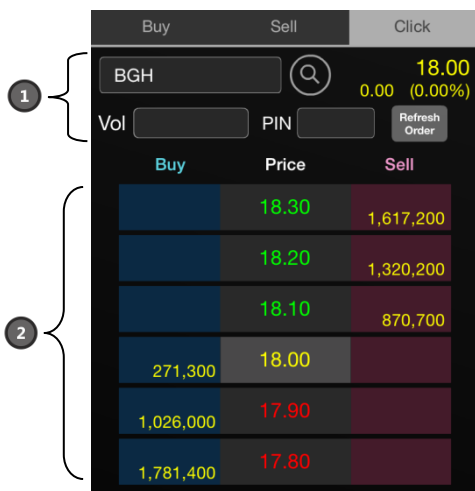 Buy Sell Click
1
BGH 18.00
0.00 (0.00%)
Vol PIN Refresh Order
Buy Price Sell
18.30 1,617,200
18.20 1,320,200
18.10 870,700
2
271,300 18.00
1,026,000 17.90
1,781,400 17.80